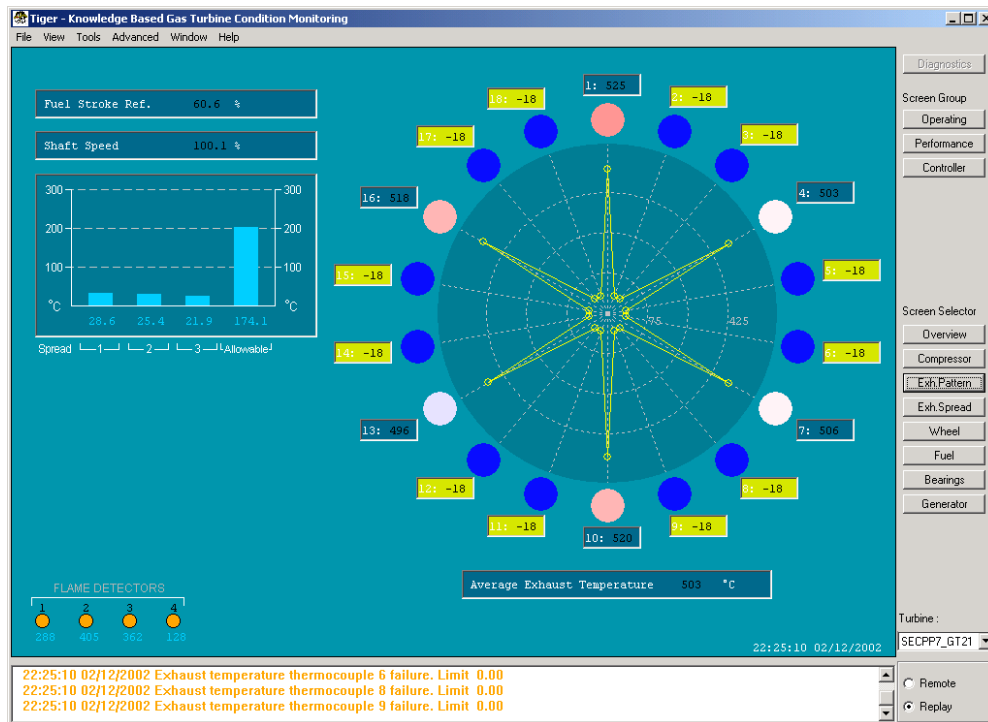 Tiger - Knowledge Based Gas Turbine Condition Monitoring
File View Tools Advanced Window Help
Fuel Stroke Ref. 60.6 %
Shaft Speed 100.1 %
300 300
200 200
100 100
°C °C
28.6 25.4 21.9 174.1
Spread 1 2 3 Allowable
1: 525
2: -18
3: -18
4: 503
5: -18
6: -18
7: 506
8: -18
9: -18
10: 520
11: -18
12: -18
13: 496
14: -18
15: -18
16: 518
17: -18
18: -18
75 425
Average Exhaust Temperature 503 °C
FLAME DETECTORS
1 2 3 4
288 405 362 128
22:25:10 02/12/2002
Diagnostics
Screen Group
Operating
Performance
Controller
Screen Selector
Overview
Compressor
Exh.Pattern
Exh.Spread
Wheel
Fuel
Bearings
Generator
Turbine :
SECPP7_GT21
Remote
Replay
22:25:10 02/12/2002 Exhaust temperature thermocouple 6 failure. Limit 0.00
22:25:10 02/12/2002 Exhaust temperature thermocouple 8 failure. Limit 0.00
22:25:10 02/12/2002 Exhaust temperature thermocouple 9 failure. Limit 0.00